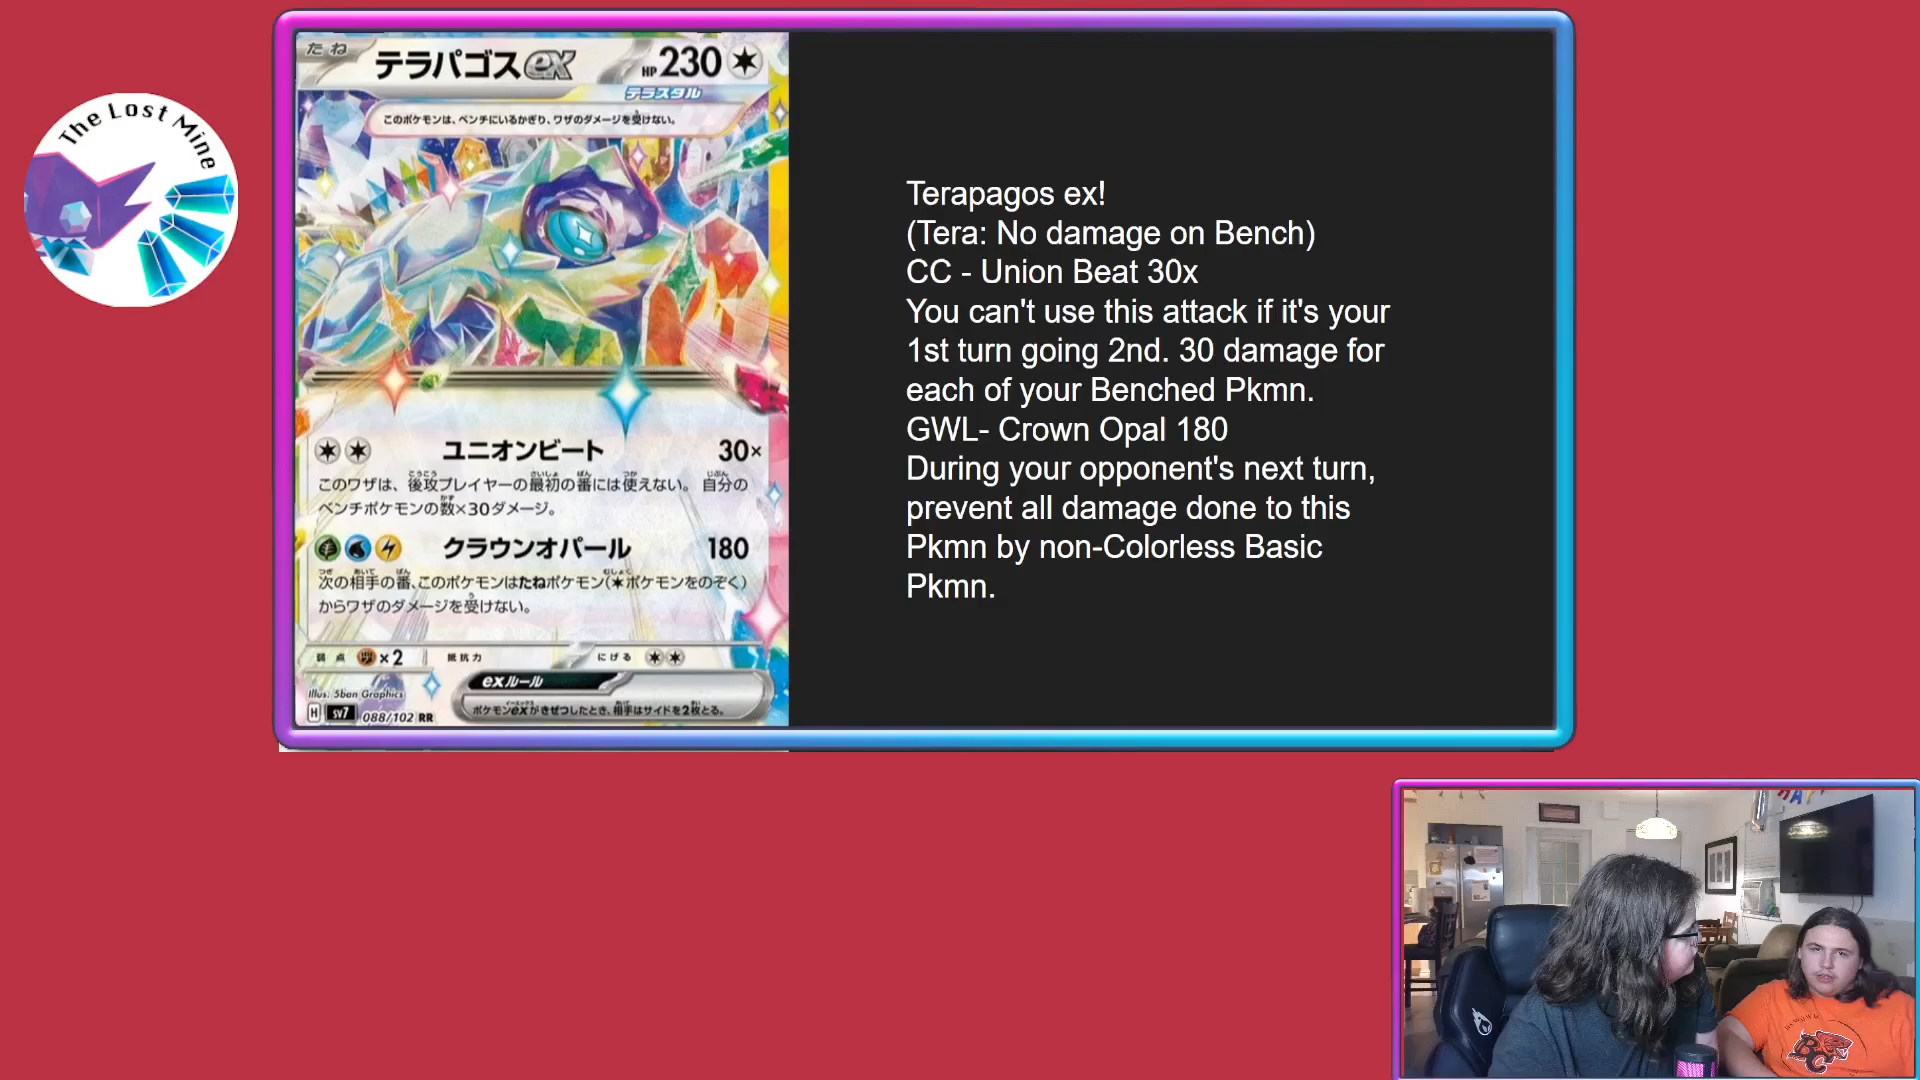 The Lost Mine
たね
テラパゴスex
HP 230
テラスタル
このポケモンは、ベンチにいるかぎり、ワザのダメージを受けない。
ユニオンビート 30×
このワザは、後攻プレイヤーの最初の番には使えない。自分の
ベンチポケモンの数×30ダメージ。
クラウンオパール 180
次の相手の番、このポケモンはたねポケモン(ポケモンをのぞく)
からワザのダメージを受けない。
弱点 ×2 抵抗力 にげる
Illus. 5ban Graphics
exルール
H sv7 088/102 RR
ポケモンexがきぜつしたとき、相手はサイドを2枚とる。
Terapagos ex!
(Tera: No damage on Bench)
CC - Union Beat 30x
You can't use this attack if it's your
1st turn going 2nd. 30 damage for
each of your Benched Pkmn.
GWL- Crown Opal 180
During your opponent's next turn,
prevent all damage done to this
Pkmn by non-Colorless Basic
Pkmn.
HA
BC